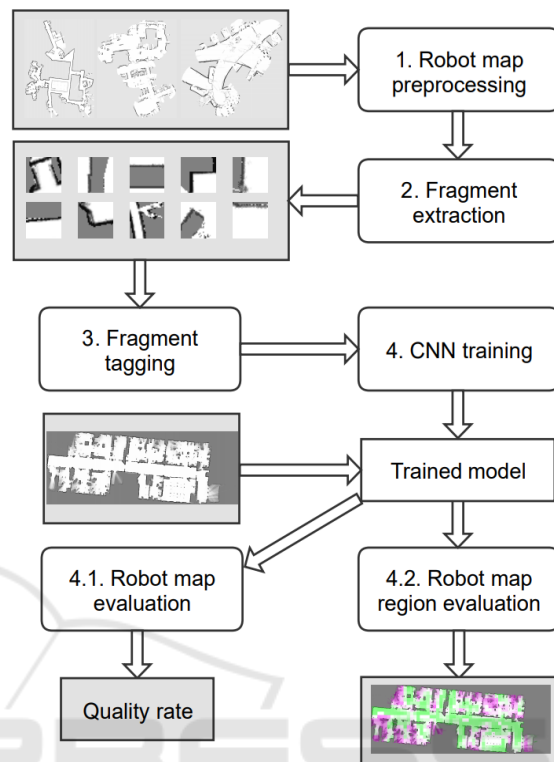 1. Robot map
preprocessing
2. Fragment
extraction
3. Fragment
tagging
4. CNN training
Trained model
4.1. Robot map
evaluation
4.2. Robot map
region evaluation
Quality rate